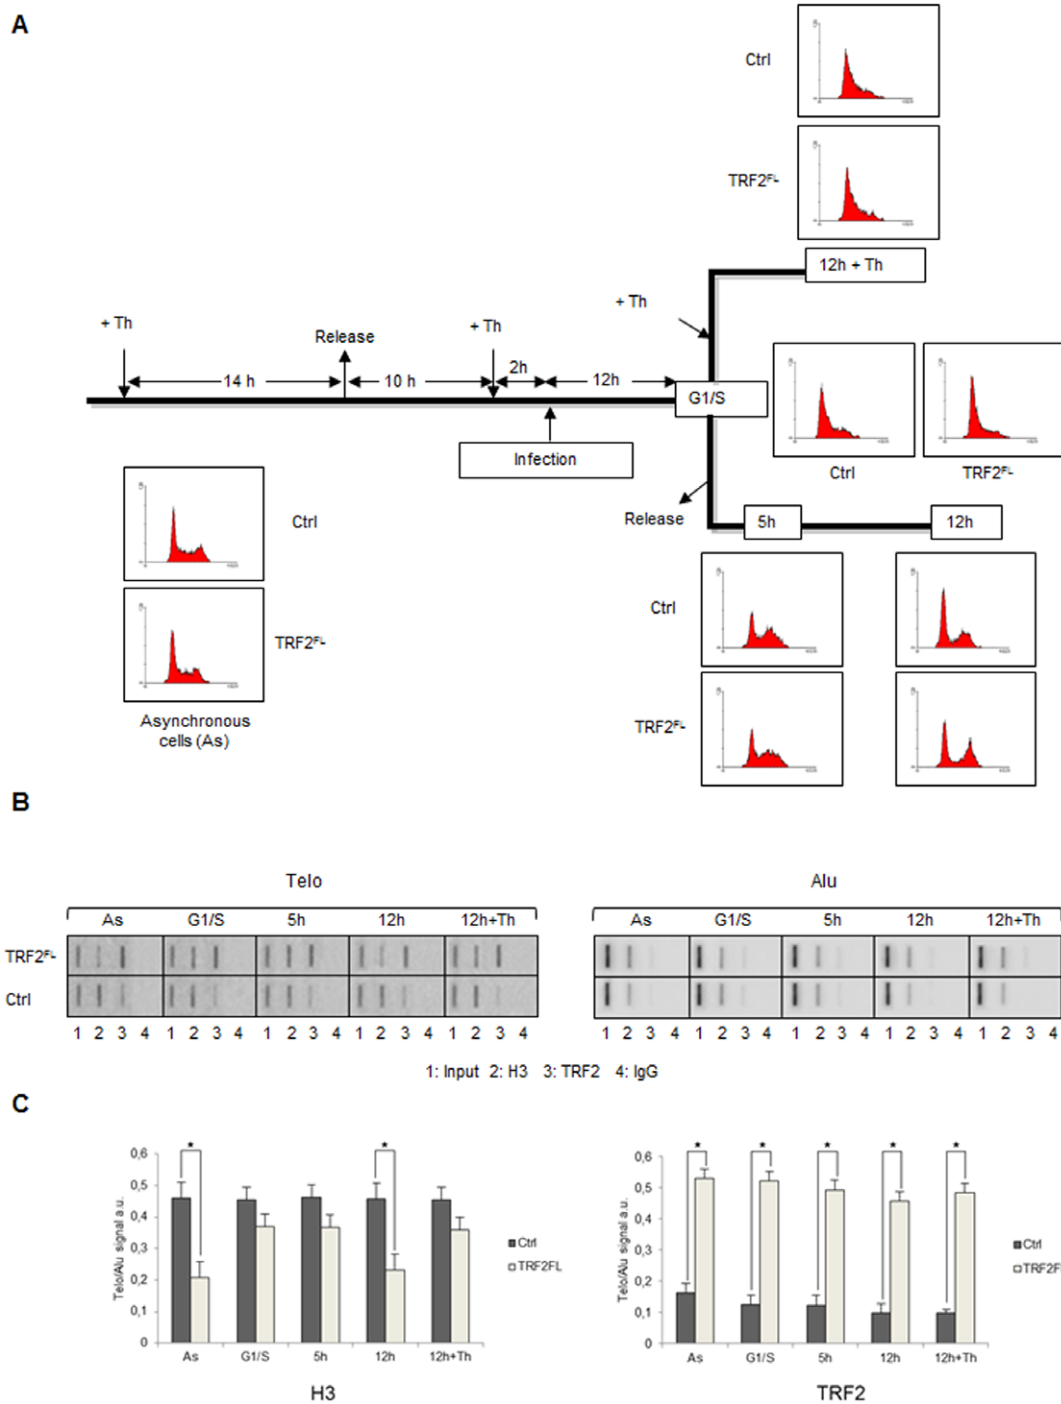 A
Ctrl
TRF2FL
12h + Th
+ Th
+ Th
Release
+ Th
14 h
10 h
2h
12h
G1/S
Infection
Ctrl
TRF2FL
Release
5h
12h
Ctrl
TRF2FL
Asynchronous
cells (As)
Ctrl
TRF2FL
B
Telo
Alu
As G1/S 5h 12h 12h+Th
As G1/S 5h 12h 12h+Th
TRF2FL
Ctrl
1 2 3 4 1 2 3 4 1 2 3 4 1 2 3 4 1 2 3 4
1 2 3 4 1 2 3 4 1 2 3 4 1 2 3 4 1 2 3 4
1: Input 2: H3 3: TRF2 4: IgG
C
Telo/Alu signal a.u.
0,6
0,5
0,4
0,3
0,2
0,1
0
* *
As G1/S 5h 12h 12h+Th
Ctrl
TRF2FL
H3
Telo/Alu signal a.u.
0,6
0,5
0,4
0,3
0,2
0,1
0
* * * * *
As G1/S 5h 12h 12h+Th
Ctrl
TRF2FL
TRF2